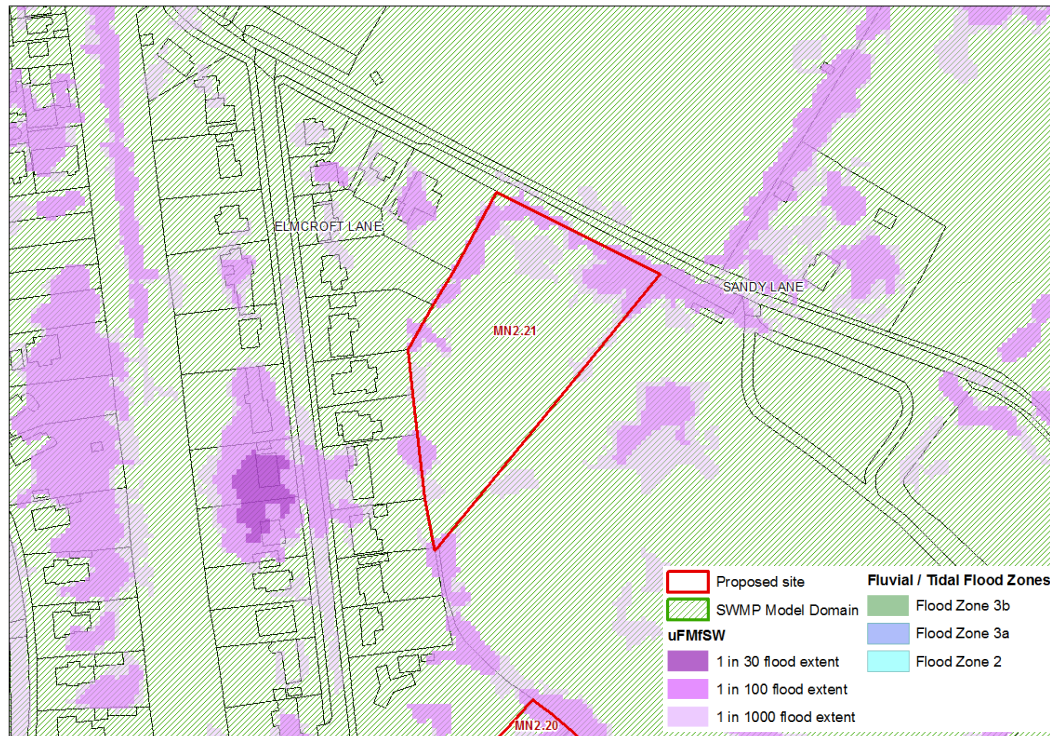 ELMCROFT LANE
SANDY LANE
MN2.21
MN2.20
Proposed site
SWMP Model Domain
uFMfSW
1 in 30 flood extent
1 in 100 flood extent
1 in 1000 flood extent
Fluvial / Tidal Flood Zones
Flood Zone 3b
Flood Zone 3a
Flood Zone 2